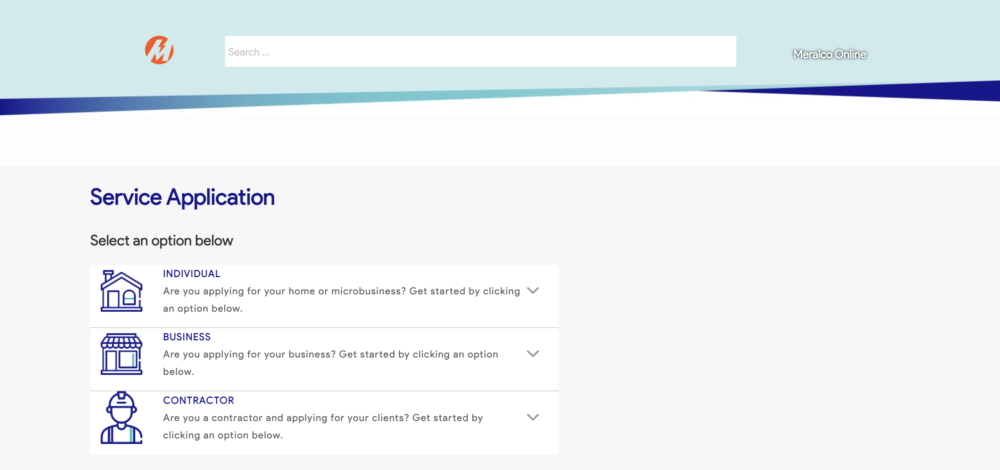 Search ...
Meralco Online
Service Application
Select an option below
INDIVIDUAL
Are you applying for your home or microbusiness? Get started by clicking
an option below.
BUSINESS
Are you applying for your business? Get started by clicking an option
below.
CONTRACTOR
Are you a contractor and applying for your clients? Get started by
clicking an option below.